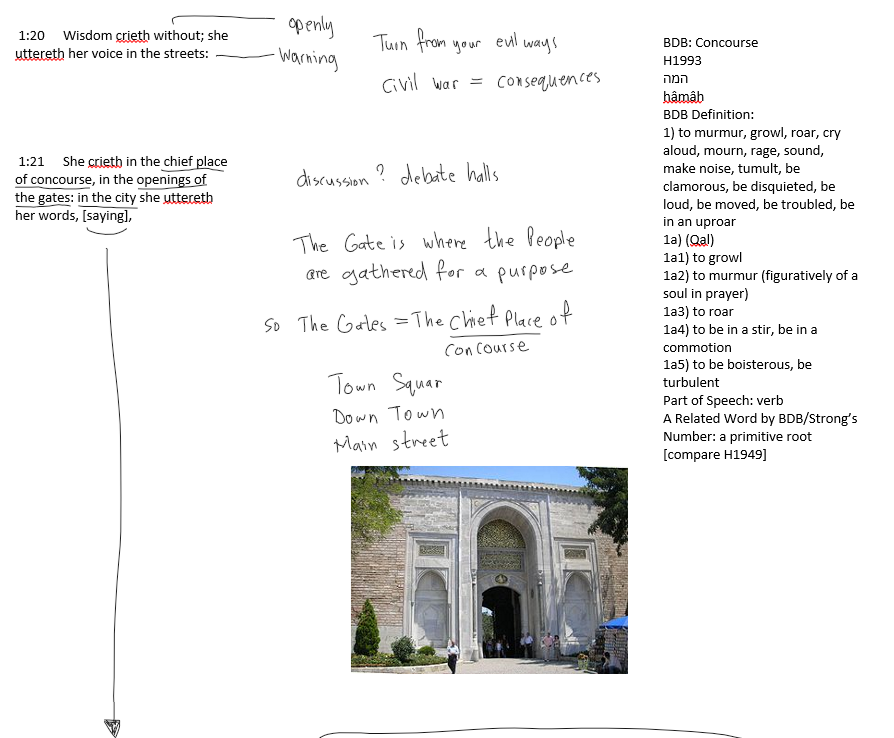 1:20 Wisdom crieth without; she
uttereth her voice in the streets:
openly
Warning
Turn from your evil ways
Civil war = consequences
1:21 She crieth in the chief place
of concourse, in the openings of
the gates: in the city she uttereth
her words, [saying],
discussion? debate halls
The Gate is where the People
are gathered for a purpose
So The Gates = The Chief Place of
concourse
Town Squar
Down Town
Main street
BDB: Concourse
H1993
המה
hâmâh
BDB Definition:
1) to murmur, growl, roar, cry
aloud, mourn, rage, sound,
make noise, tumult, be
clamorous, be disquieted, be
loud, be moved, be troubled, be
in an uproar
1a) (Qal)
1a1) to growl
1a2) to murmur (figuratively of a
soul in prayer)
1a3) to roar
1a4) to be in a stir, be in a
commotion
1a5) to be boisterous, be
turbulent
Part of Speech: verb
A Related Word by BDB/Strong’s
Number: a primitive root
[compare H1949]